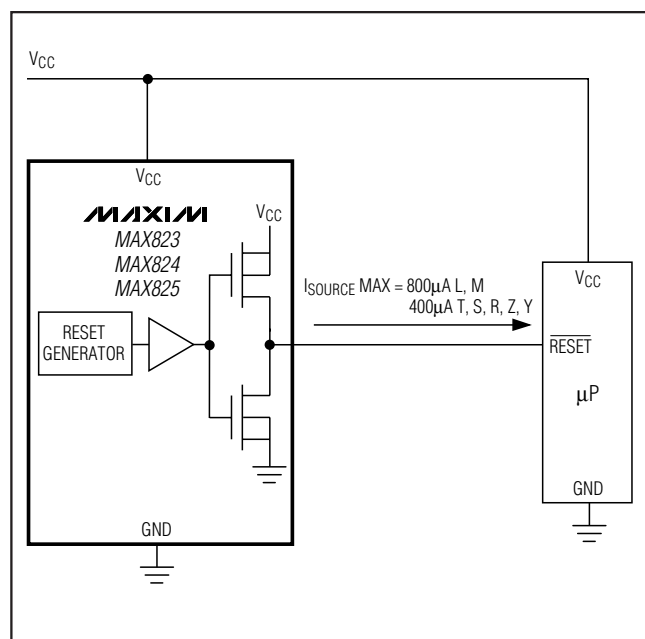 VCC
VCC
MAXIM
MAX823
MAX824
MAX825
VCC
RESET
GENERATOR
ISOURCE MAX = 800µA L, M
400µA T, S, R, Z, Y
VCC
RESET
µP
GND
GND